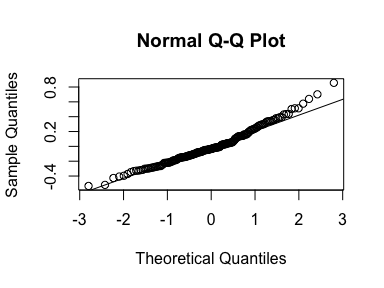 Normal Q-Q Plot
Sample Quantiles
0.8
0.2
-0.4
-3 -2 -1 0 1 2 3
Theoretical Quantiles